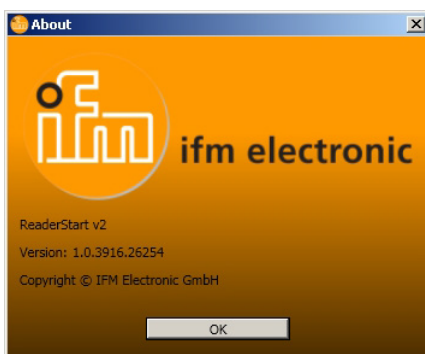 About
ifm
ifm electronic
ReaderStart v2
Version: 1.0.3916.26254
Copyright © IFM Electronic GmbH
OK